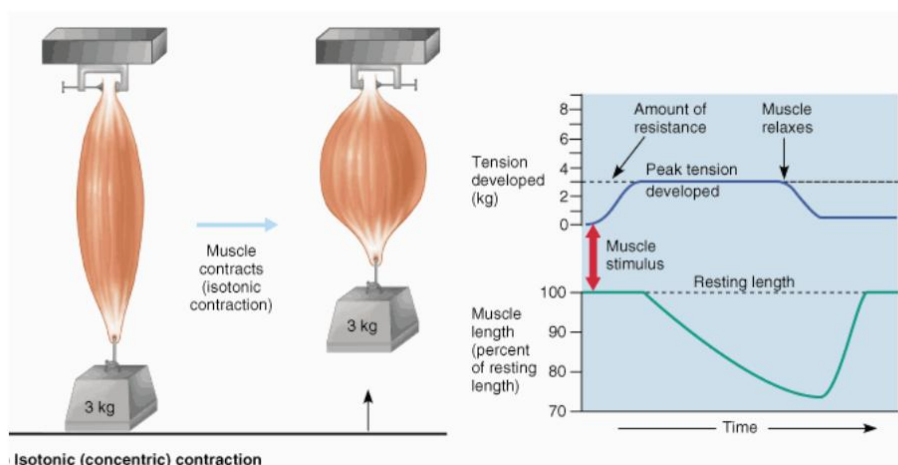 3 kg
Muscle
contracts
(isotonic
contraction)
3 kg
Isotonic (concentric) contraction
Tension
developed
(kg)
8
6
4
2
0
Amount of
resistance
Muscle
relaxes
Peak tension
developed
Muscle
stimulus
Muscle
length
(percent
of resting
length)
100
90
80
70
Resting length
Time